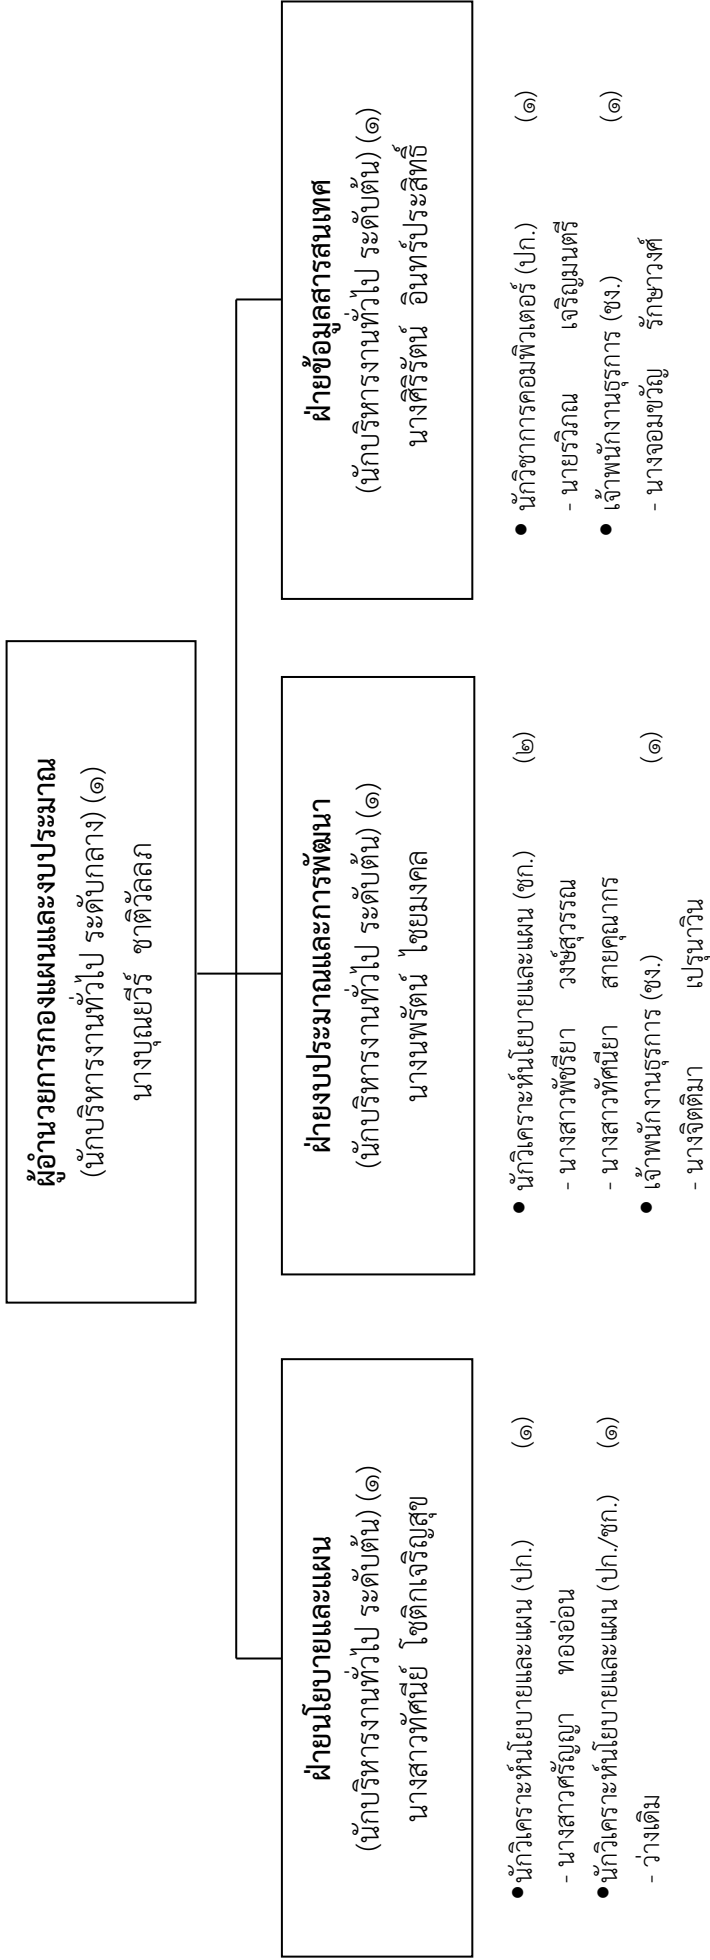 ผู้อำนวยการกองแผนและงบประมาณ
(นักบริหารงานทั่วไป ระดับกลาง) (๑)
นางบุณยวีร์ ชาติวัลลภ
ฝ่ายนโยบายและแผน
(นักบริหารงานทั่วไป ระดับต้น) (๑)
นางสาวทัศนีย์ โชติกเจริญสุข
● นักวิเคราะห์นโยบายและแผน (ปก.) (๑)
- นางสาวศรัญญา ทองอ่อน
● นักวิเคราะห์นโยบายและแผน (ปก./ชก.) (๑)
- ว่างเดิม
ฝ่ายงบประมาณและการพัฒนา
(นักบริหารงานทั่วไป ระดับต้น) (๑)
นางนพรัตน์ ไชยมงคล
● นักวิเคราะห์นโยบายและแผน (ชก.) (๒)
- นางสาวพัชรียา วงษ์สุวรรณ
- นางสาวทัศนียา สายคุณากร
● เจ้าพนักงานธุรการ (ชง.) (๑)
- นางจิตติมา เปรุนาวิน
ฝ่ายข้อมูลสารสนเทศ
(นักบริหารงานทั่วไป ระดับต้น) (๑)
นางศิริรัตน์ อินทร์ประสิทธิ์
● นักวิชาการคอมพิวเตอร์ (ปก.) (๑)
- นายรวิภณ เจริญมนตรี
● เจ้าพนักงานธุรการ (ชง.) (๑)
- นางจอมขวัญ รักษาวงศ์